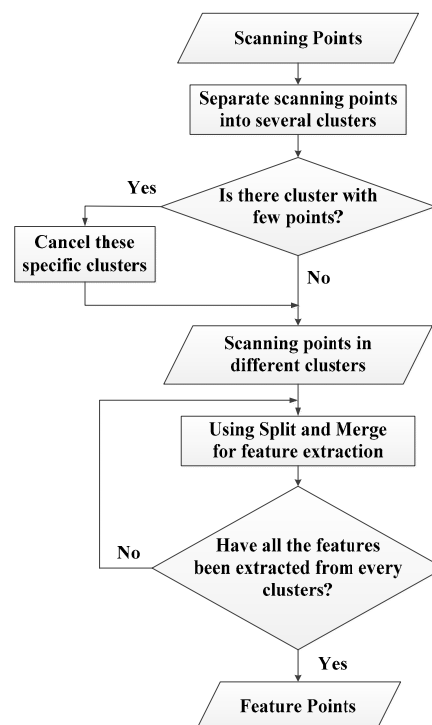 Scanning Points
Separate scanning points
into several clusters
Yes
Is there cluster with
few points?
Cancel these
specific clusters
No
Scanning points in
different clusters
Using Split and Merge
for feature extraction
No
Have all the features
been extracted from every
clusters?
Yes
Feature Points